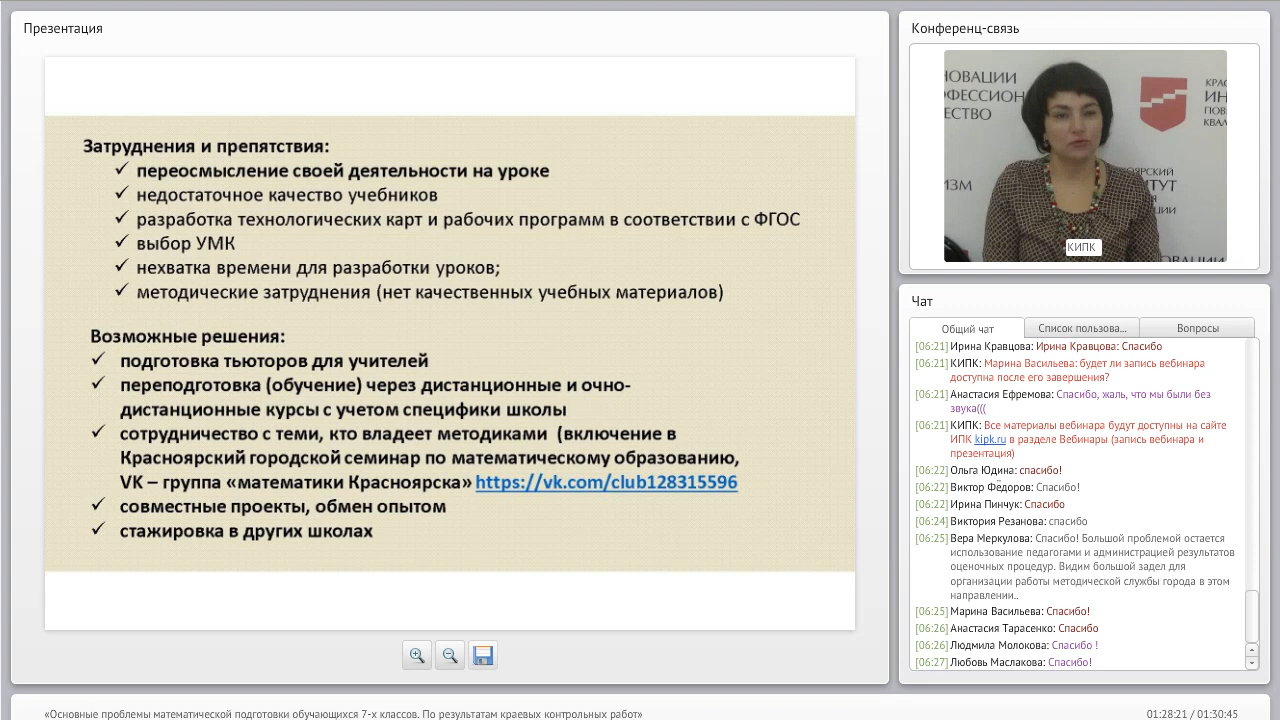 Презентация
Затруднения и препятствия:
переосмысление своей деятельности на уроке
недостаточное качество учебников
разработка технологических карт и рабочих программ в соответствии с ФГОС
выбор УМК
нехватка времени для разработки уроков;
методические затруднения (нет качественных учебных материалов)
Возможные решения:
подготовка тьюторов для учителей
переподготовка (обучение) через дистанционные и очно-
дистанционные курсы с учетом специфики школы
сотрудничество с теми, кто владеет методиками (включение в
Красноярский городской семинар по математическому образованию,
VK – группа «математики Красноярска» https://vk.com/club128315596
совместные проекты, обмен опытом
стажировка в других школах
Конференц-связь
НОВАЦИИ
ОФЕССИОН
ЕСТВО
ИЗМ
КРАС
ИН
ПОВ
КВАЛ
ОЯРСКИЙ
ТУТ
КИПК
Чат
Общий чат
Список пользова...
Вопросы
[06:21] Ирина Кравцова: Ирина Кравцова: Спасибо
[06:21] КИПК: Марина Васильева: будет ли запись вебинара
доступна после его завершения?
[06:21] Анастасия Ефремова: Спасибо, жаль, что мы были без
звука(((
[06:21] КИПК: Все материалы вебинара будут доступны на сайте
ИПК kipk.ru в разделе Вебинары (запись вебинара и
презентация)
[06:22] Ольга Юдина: спасибо!
[06:22] Виктор Фёдоров: Спасибо!
[06:22] Ирина Пинчук: Спасибо
[06:24] Виктория Резанова: спасибо
[06:25] Вера Меркулова: Спасибо! Большой проблемой остается
использование педагогами и администрацией результатов
оценочных процедур. Видим большой задел для
организации работы методической службы города в этом
направлении..
[06:25] Марина Васильева: Спасибо!
[06:26] Анастасия Тарасенко: Спасибо
[06:26] Людмила Молокова: Спасибо !
[06:27] Любовь Маслакова: Спасибо!
«Основные проблемы математической подготовки обучающихся 7-х классов. По результатам краевых контрольных работ»
01:28:21 / 01:30:45